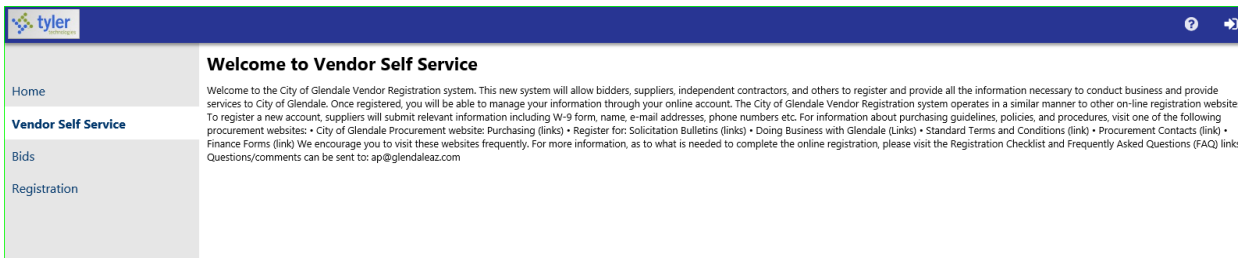 tyler
technologies
Welcome to Vendor Self Service
Home
Vendor Self Service
Bids
Registration
Welcome to the City of Glendale Vendor Registration system. This new system will allow bidders, suppliers, independent contractors, and others to register and provide all the information necessary to conduct business and provide
services to City of Glendale. Once registered, you will be able to manage your information through your online account. The City of Glendale Vendor Registration system operates in a similar manner to other on-line registration website
To register a new account, suppliers will submit relevant information including W-9 form, name, e-mail addresses, phone numbers etc. For information about purchasing guidelines, policies, and procedures, visit one of the following
procurement websites: • City of Glendale Procurement website: Purchasing (links) • Register for: Solicitation Bulletins (links) • Doing Business with Glendale (Links) • Standard Terms and Conditions (link) • Procurement Contacts (link) •
Finance Forms (link) We encourage you to visit these websites frequently. For more information, as to what is needed to complete the online registration, please visit the Registration Checklist and Frequently Asked Questions (FAQ) links
Questions/comments can be sent to: ap@glendaleaz.com